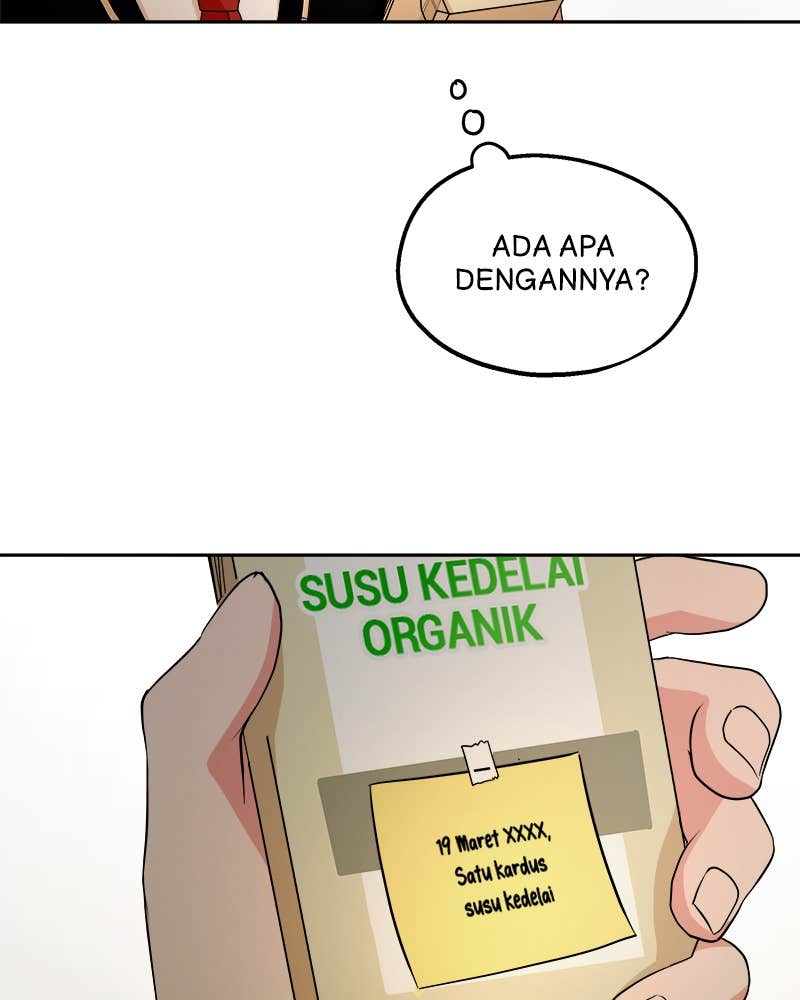 ADA APA
DENGANNYA?
SUSU KEDELAI
ORGANIK
19 Maret XXXX,
Satu kardus
susu kedelai